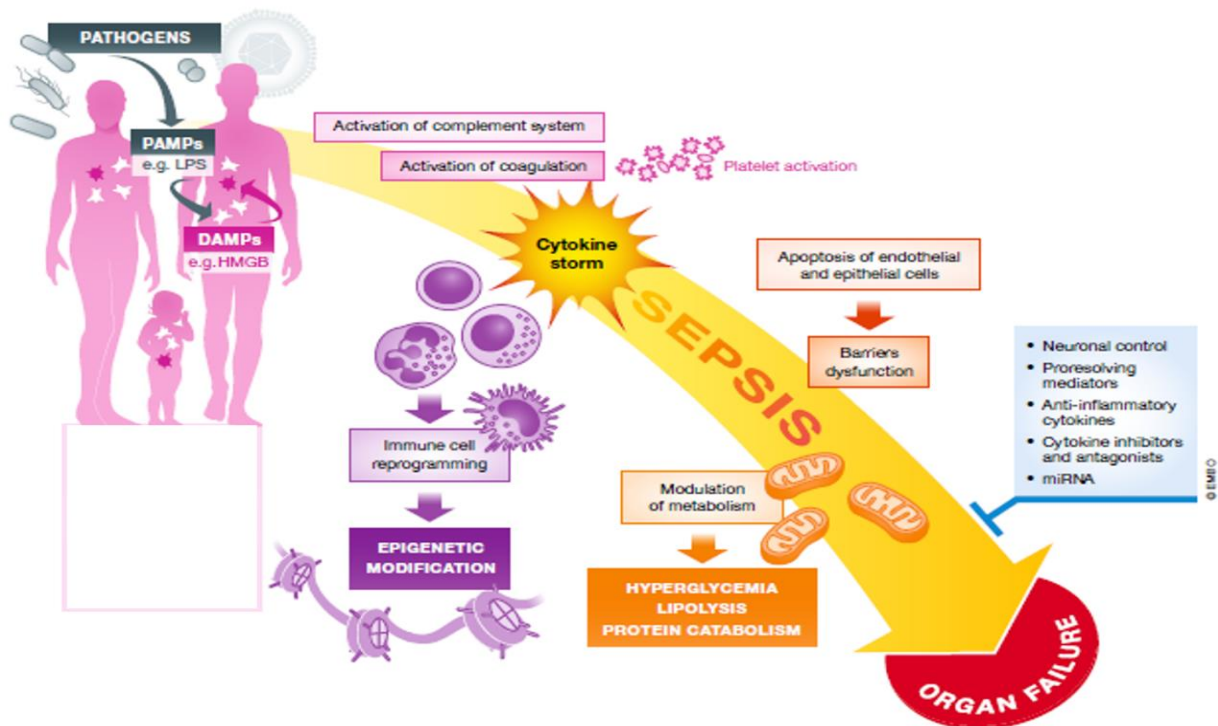 PATHOGENS
PAMPs
e.g. LPS
DAMPs
e.g. HMGB
Activation of complement system
Activation of coagulation
Platelet activation
Cytokine
storm
SEPSIS
Apoptosis of endothelial
and epithelial cells
Barriers
dysfunction
• Neuronal control
• Proresolving
mediators
• Anti-inflammatory
cytokines
• Cytokine inhibitors
and antagonists
• miRNA
© EMBO
Immune cell
reprogramming
EPIGENETIC
MODIFICATION
Modulation
of metabolism
HYPERGLYCEMIA
LIPOLYSIS
PROTEIN CATABOLISM
ORGAN FAILURE